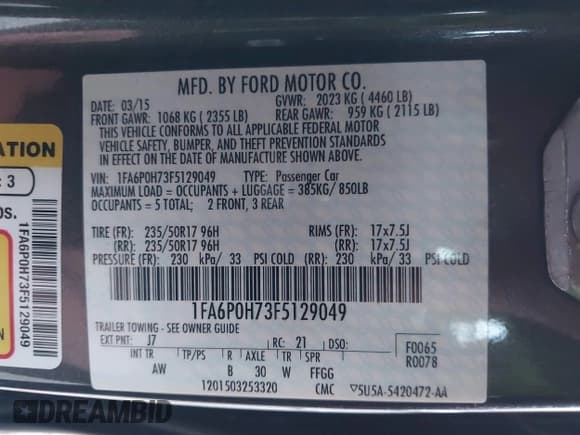 MFD. BY FORD MOTOR CO.
DATE: 03/15 GVWR: 2023 KG ( 4460 LB)
FRONT GAWR: 1068 KG ( 2355 LB) REAR GAWR: 959 KG ( 2115 LB)
THIS VEHICLE CONFORMS TO ALL APPLICABLE FEDERAL MOTOR
VEHICLE SAFETY, BUMPER, AND THEFT PREVENTION STANDARDS
IN EFFECT ON THE DATE OF MANUFACTURE SHOWN ABOVE.
VIN: 1FA6P0H73F5129049 TYPE: Passenger Car
MAXIMUM LOAD = OCCUPANTS + LUGGAGE = 385KG/ 850LB
OCCUPANTS = 5 TOTAL; 2 FRONT, 3 REAR
TIRE (FR): 235/50R17 96H RIMS (FR): 17x7.5J
(RR): 235/50R17 96H (RR): 17x7.5J
PRESSURE (FR): 230 kPa/ 33 PSI COLD (RR): 230 kPa/ 33 PSI COLD
1FA6P0H73F5129049
TRAILER TOWING - SEE OWNER GUIDE
EXT PNT: J7 RC: 21 DSO: F0065
R0078
INT TR TP/PS R AXLE TR SPR
AW B 30 W FFGG
1201503253320 CMC 5U5A-5420472-AA
ATION
: 3
os.
1FA6P0H73F5129049
N
DREAMBID